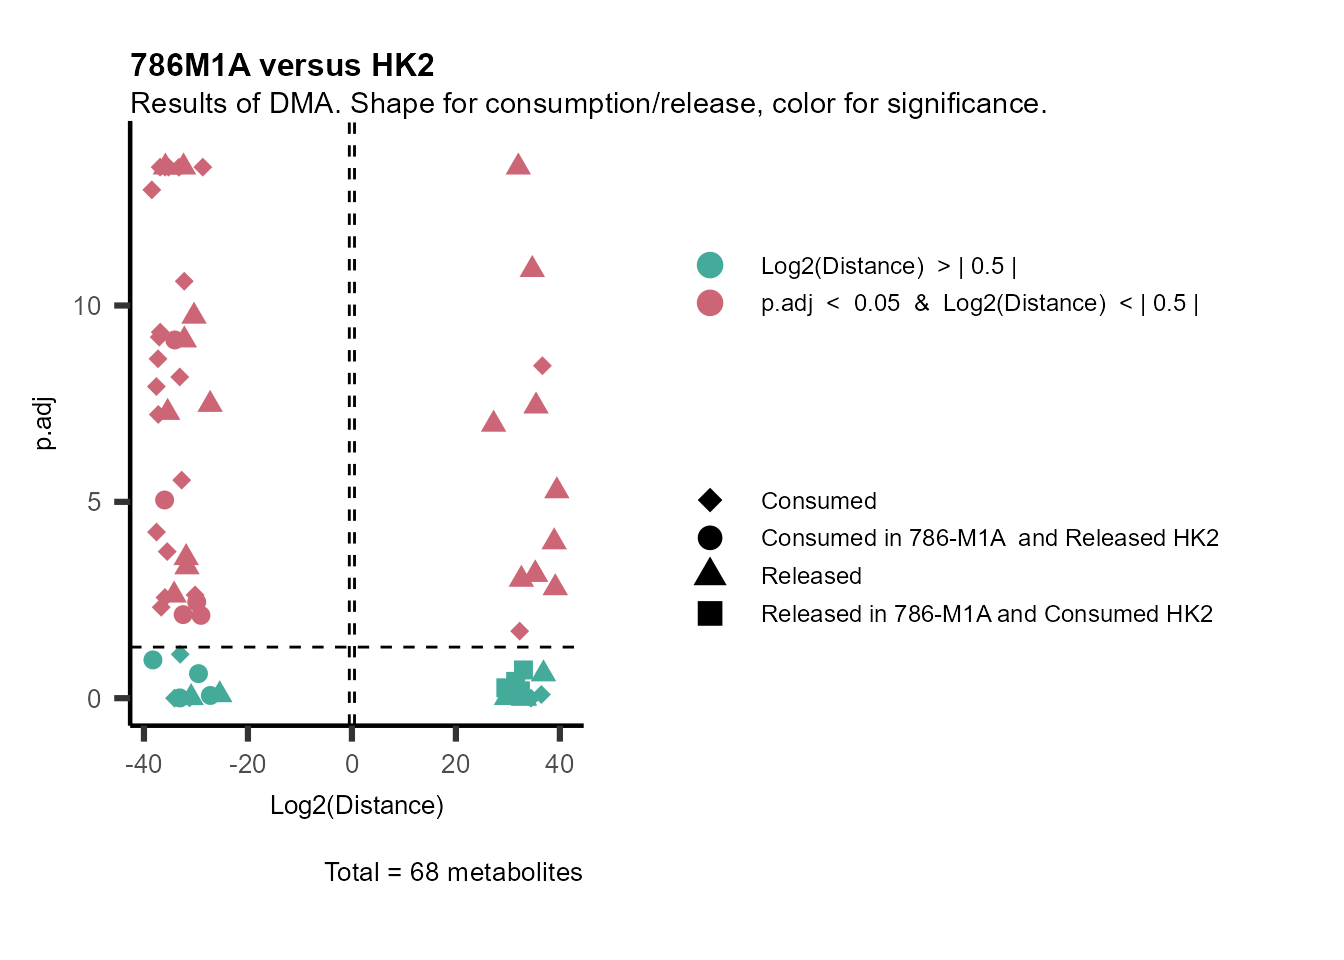 786M1A versus HK2
Results of DMA. Shape for consumption/release, color for significance.
p.adj
10
5
0
-40
-20
0
20
40
Log2(Distance)
Total = 68 metabolites
Log2(Distance) > | 0.5 |
p.adj < 0.05 & Log2(Distance) < | 0.5 |
Consumed
Consumed in 786-M1A and Released HK2
Released
Released in 786-M1A and Consumed HK2